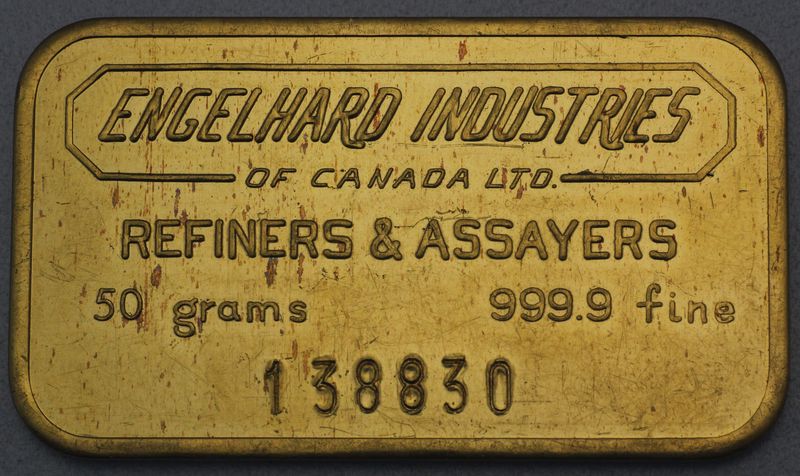 ENGELHARD INDUSTRIES
OF CANADA LTD.
REFINERS & ASSAYERS
50 grams 999.9 fine
138830